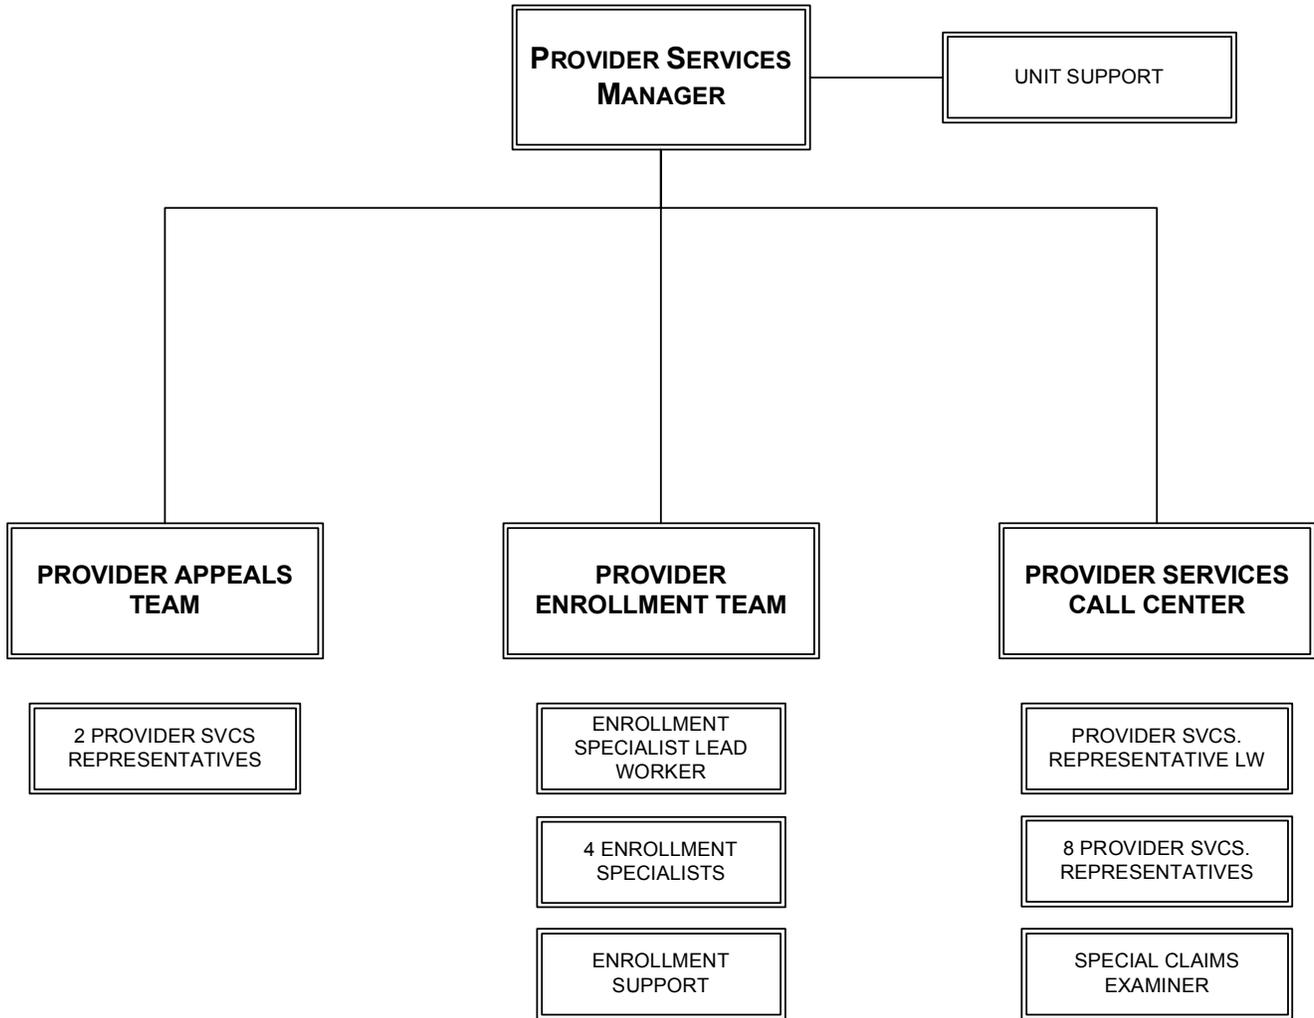 PROVIDER SERVICES
MANAGER
UNIT SUPPORT
PROVIDER APPEALS
TEAM
PROVIDER
ENROLLMENT TEAM
PROVIDER SERVICES
CALL CENTER
2 PROVIDER SVCS
REPRESENTATIVES
ENROLLMENT
SPECIALIST LEAD
WORKER
PROVIDER SVCS.
REPRESENTATIVE LW
4 ENROLLMENT
SPECIALISTS
8 PROVIDER SVCS.
REPRESENTATIVES
ENROLLMENT
SUPPORT
SPECIAL CLAIMS
EXAMINER